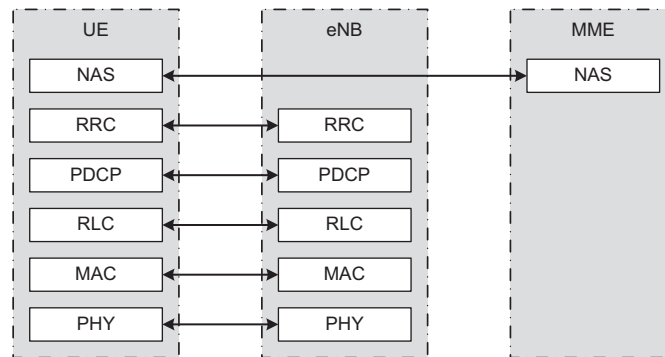 UE eNB MME
NAS NAS
RRC RRC
PDCP PDCP
RLC RLC
MAC MAC
PHY PHY